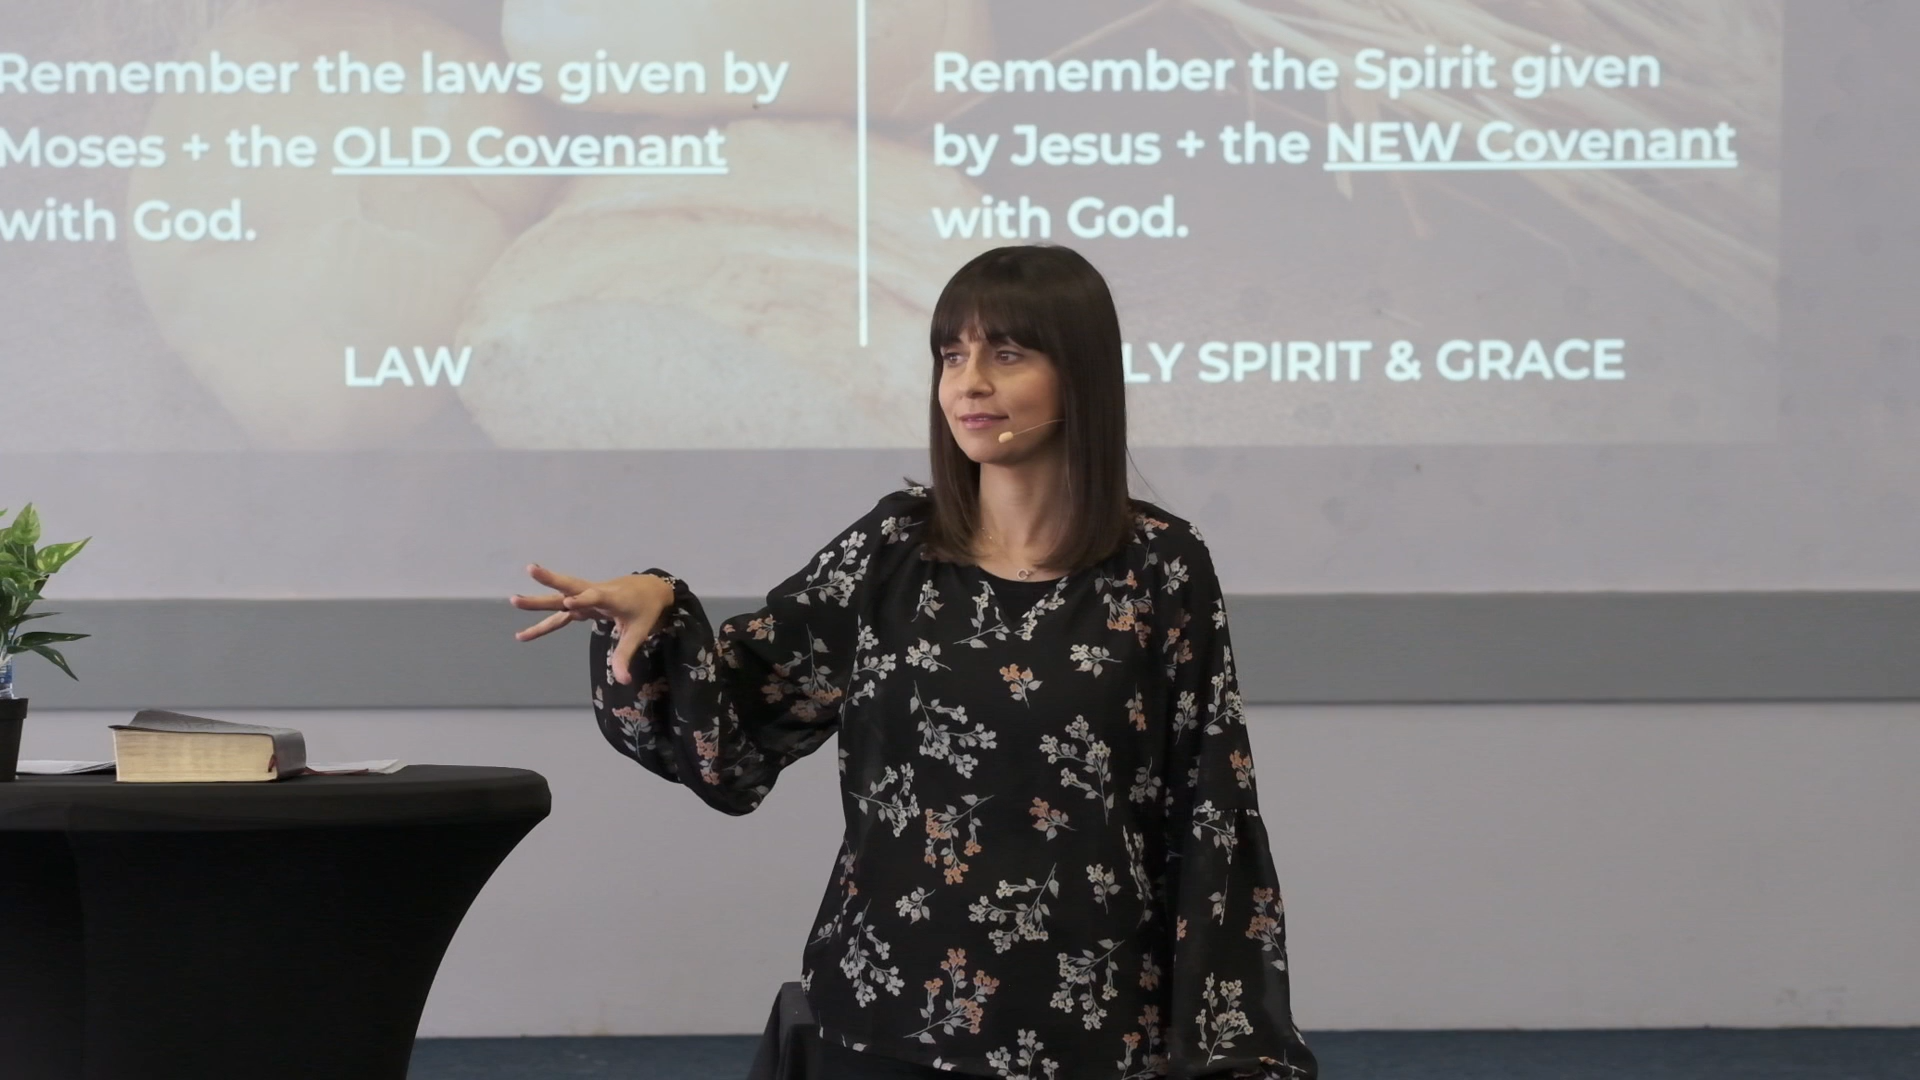 Remember the laws given by
Moses + the OLD Covenant
with God.
LAW
Remember the Spirit given
by Jesus + the NEW Covenant
with God.
LY SPIRIT & GRACE